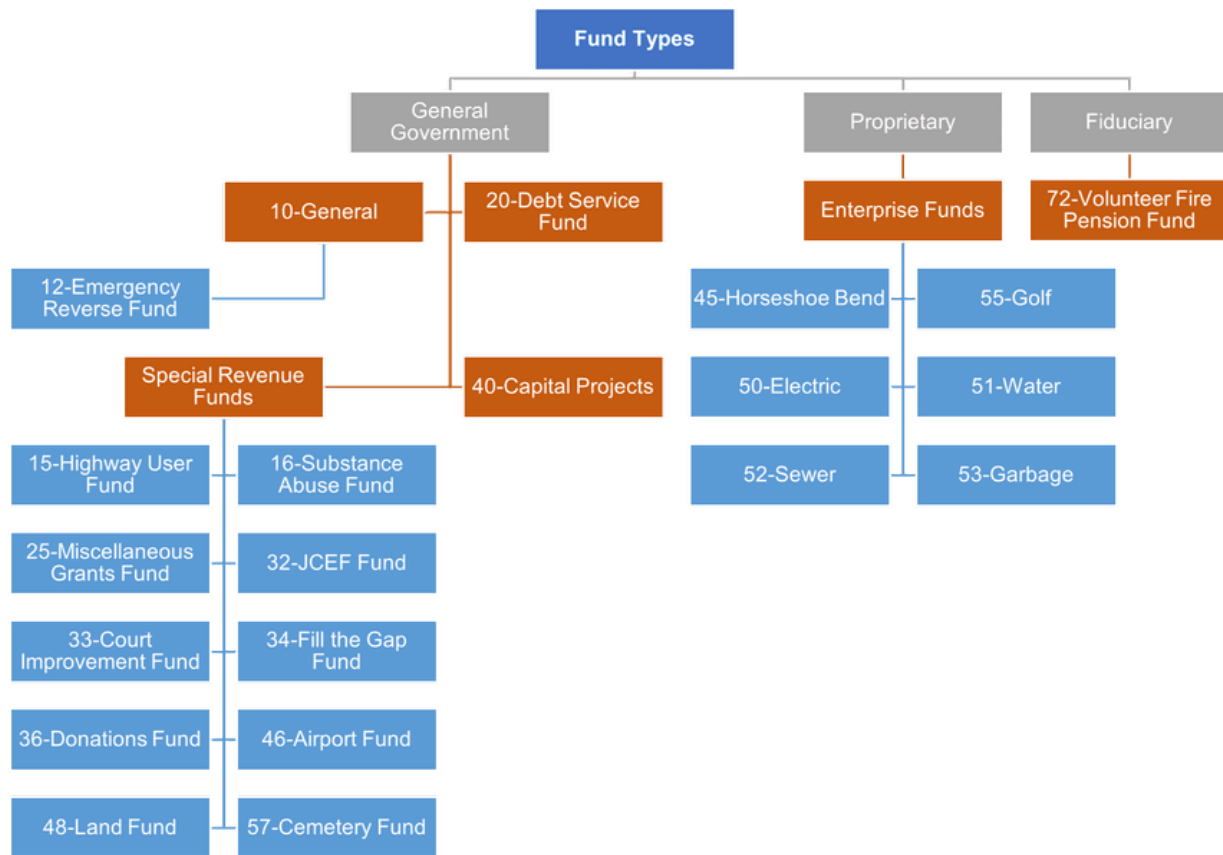 Fund Types
General
Government
Proprietary
Fiduciary
10-General
20-Debt Service
Fund
Enterprise Funds
72-Volunteer Fire
Pension Fund
12-Emergency
Reverse Fund
45-Horseshoe Bend
55-Golf
Special Revenue
Funds
40-Capital Projects
50-Electric
51-Water
15-Highway User
Fund
16-Substance
Abuse Fund
52-Sewer
53-Garbage
25-Miscellaneous
Grants Fund
32-JCEF Fund
33-Court
Improvement Fund
34-Fill the Gap
Fund
36-Donations Fund
46-Airport Fund
48-Land Fund
57-Cemetery Fund